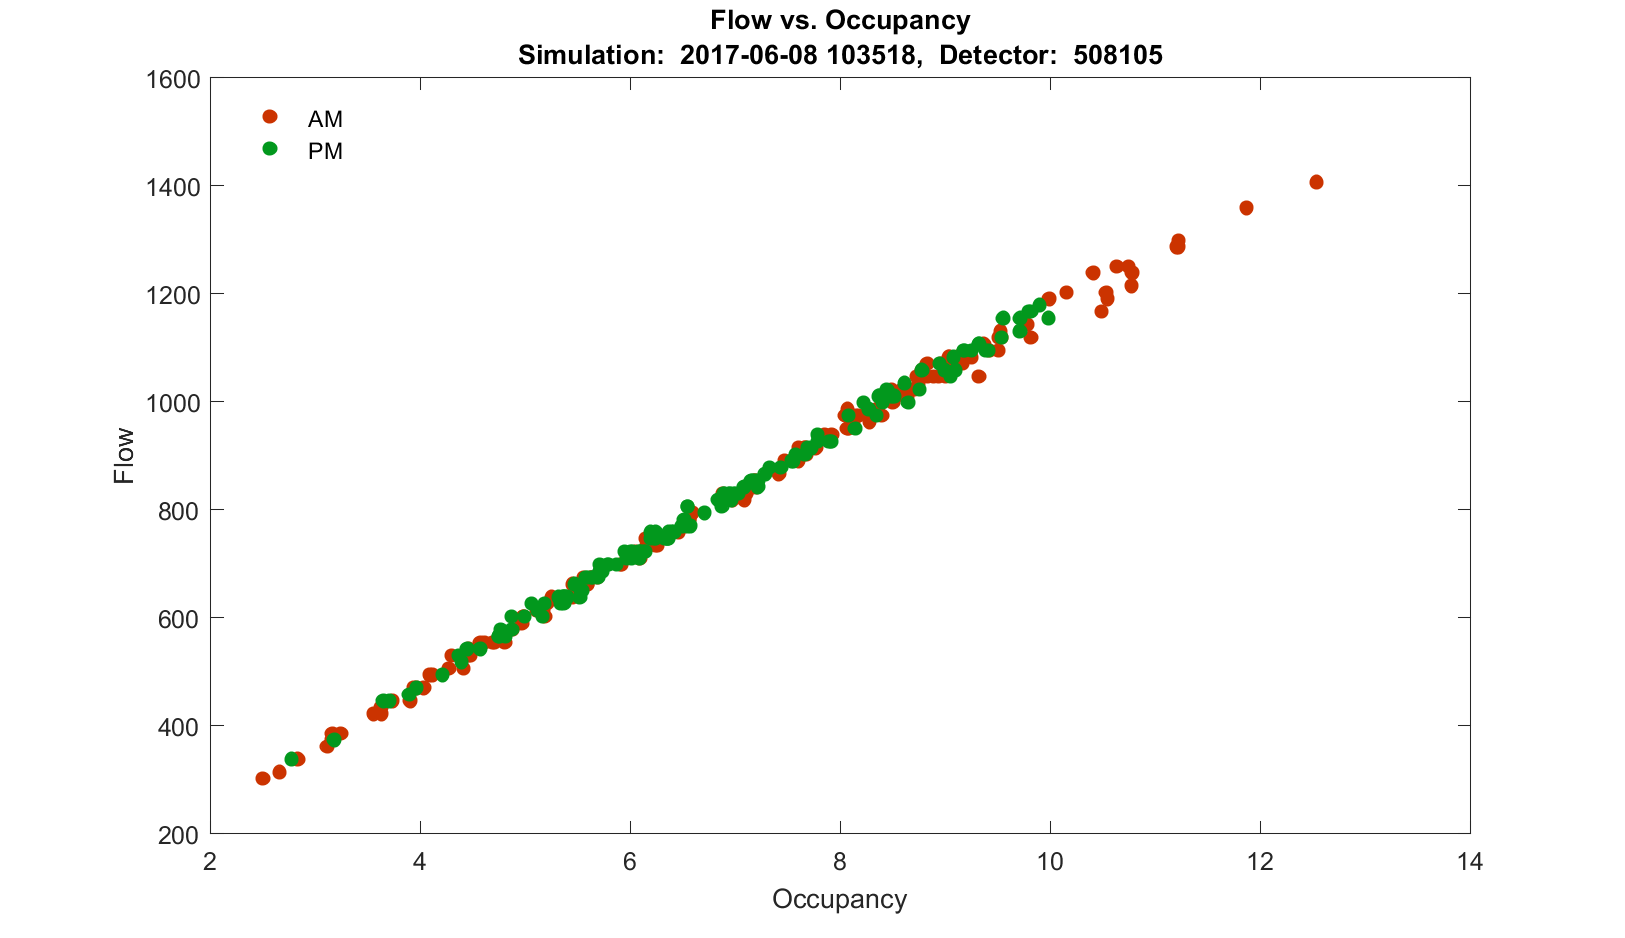 Flow vs. Occupancy
Simulation:  2017-06-08 103518,  Detector:  508105
1600
1400
1200
1000
800
600
400
200
AM
PM
Flow
2 4 6 8 10 12 14
Occupancy